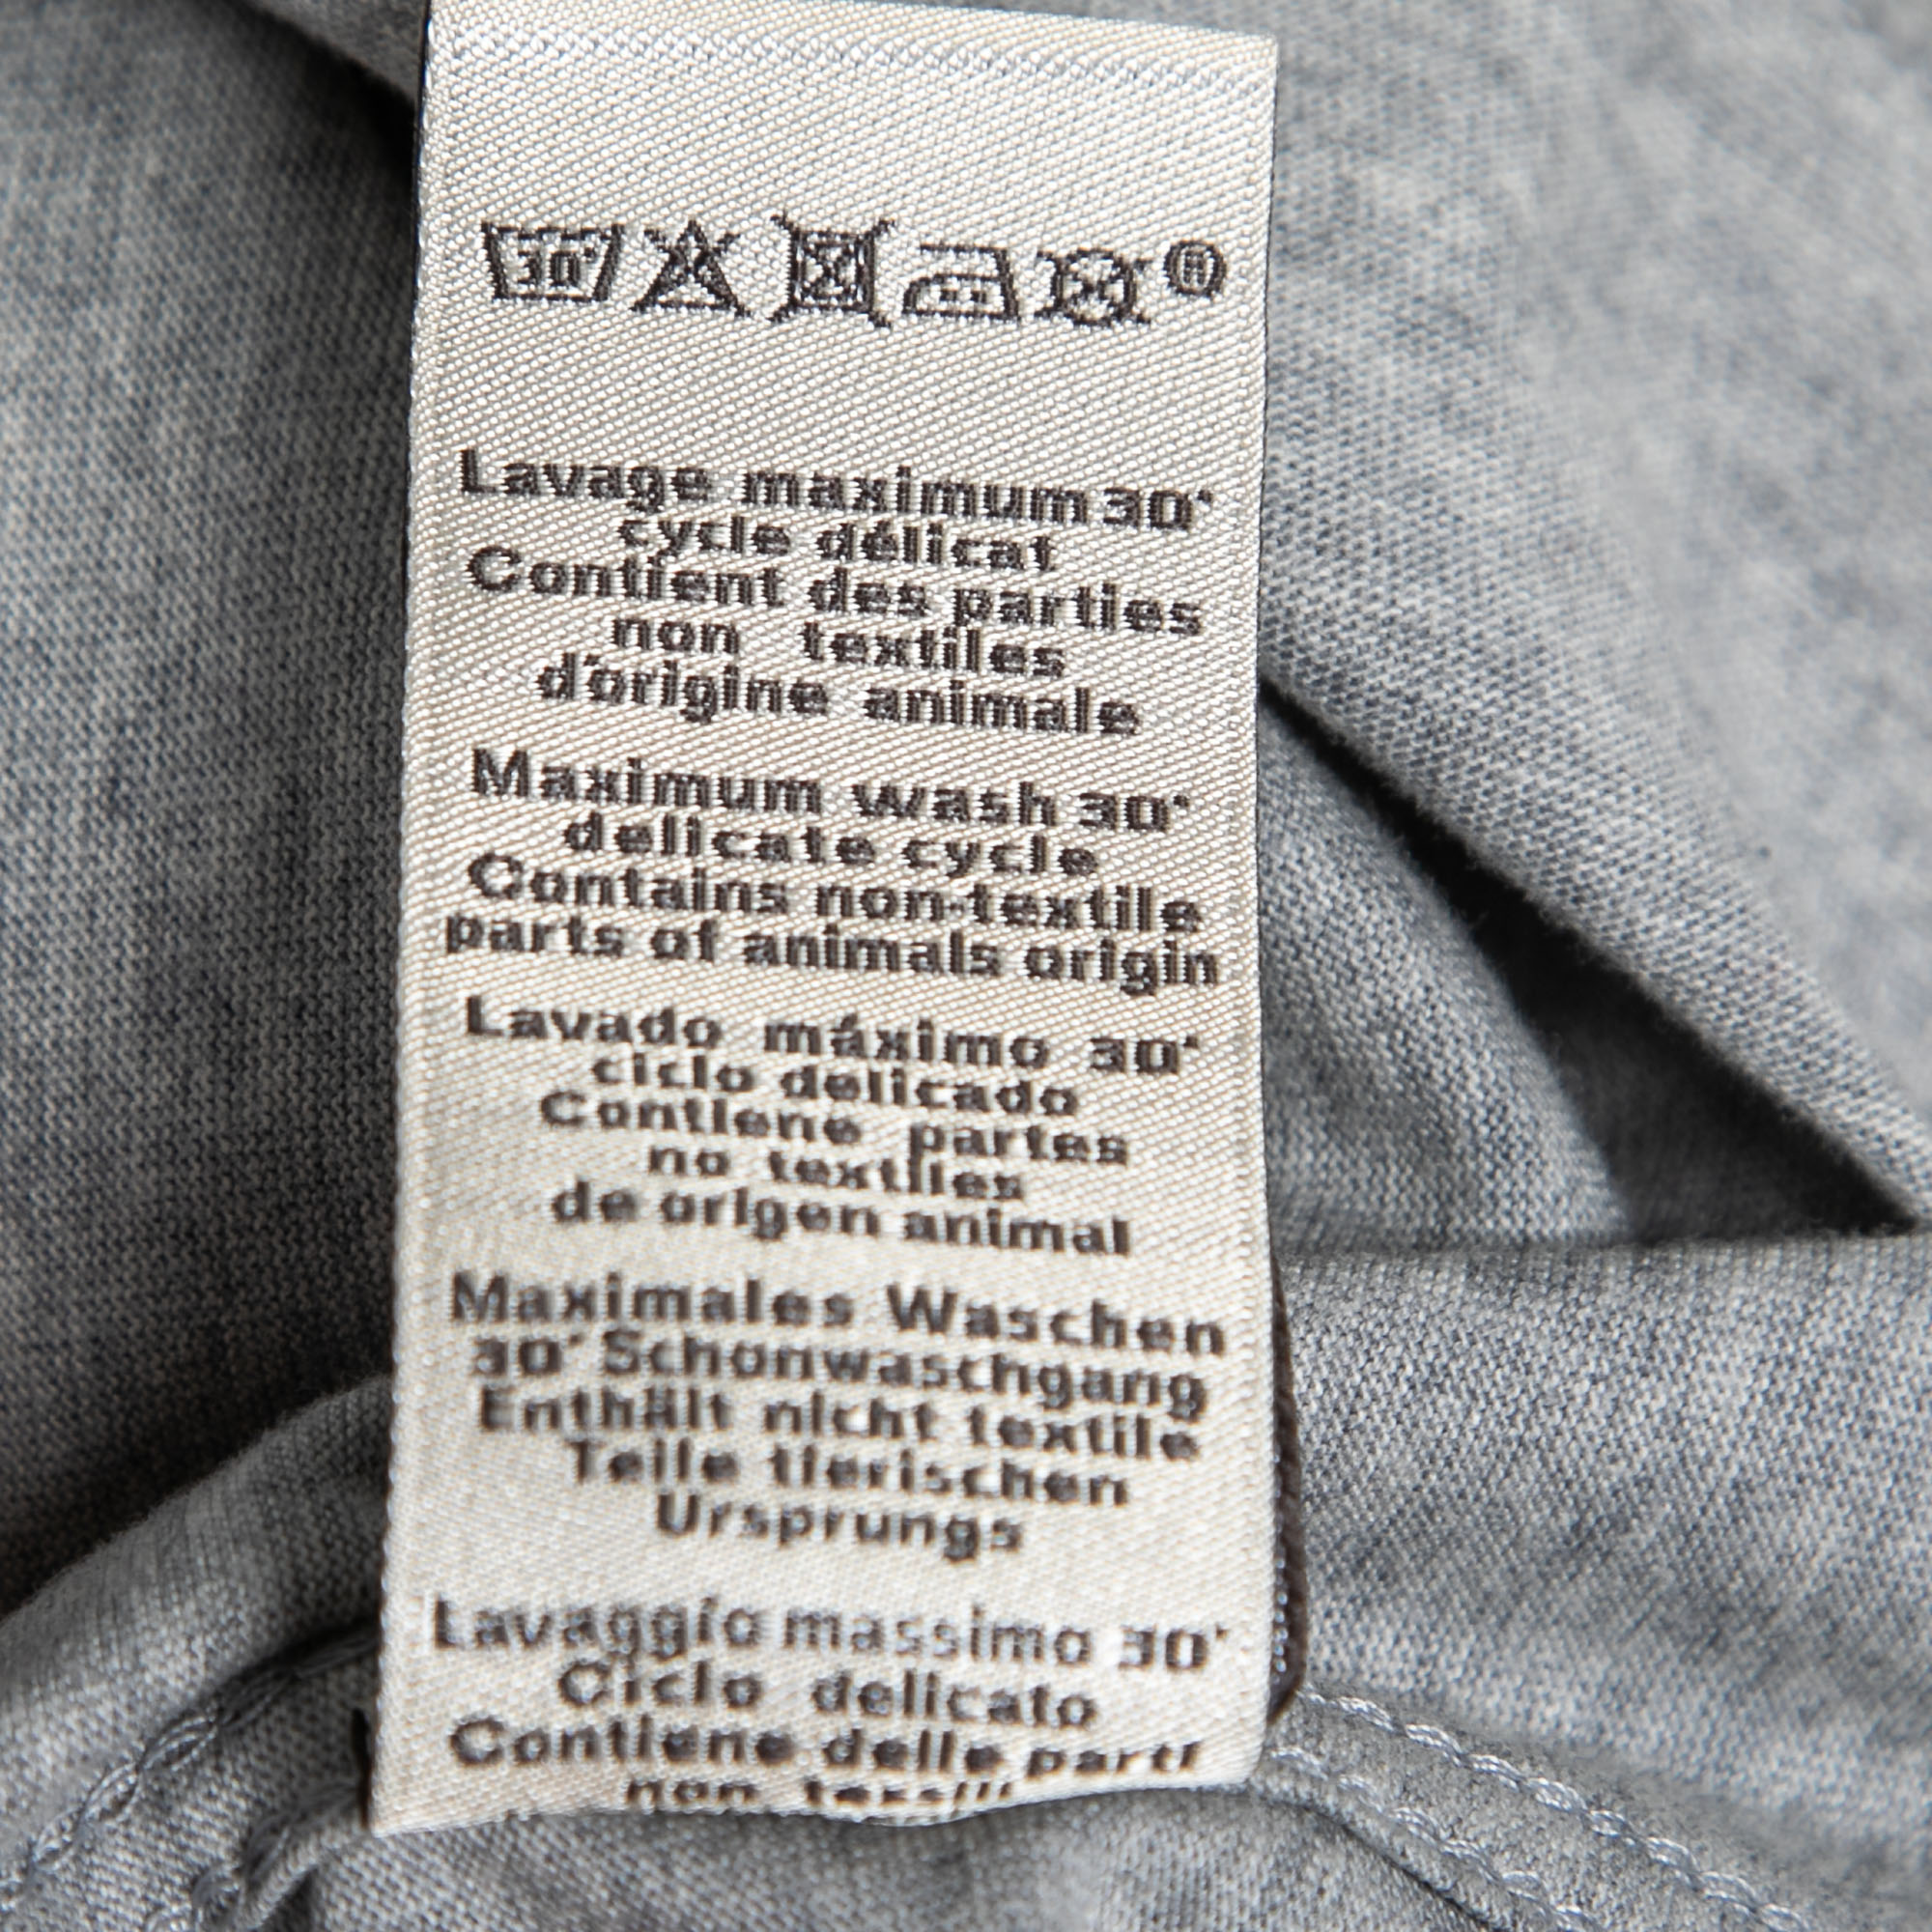 30°
Lavage maximum 30°
cycle délicat
Contient des parties
non textiles
d'origine animale
Maximum wash 30°
delicate cycle
Contains non-textile
parts of animals origin
Lavado máximo 30°
ciclo delicado
Contiene partes
no textiles
de origen animal
Maximales Waschen
30° Schonwaschgang
Enthält nicht textile
Teile tierischen
Ursprungs
Lavaggio massimo 30°
Ciclo delicato
Contiene delle parti
non